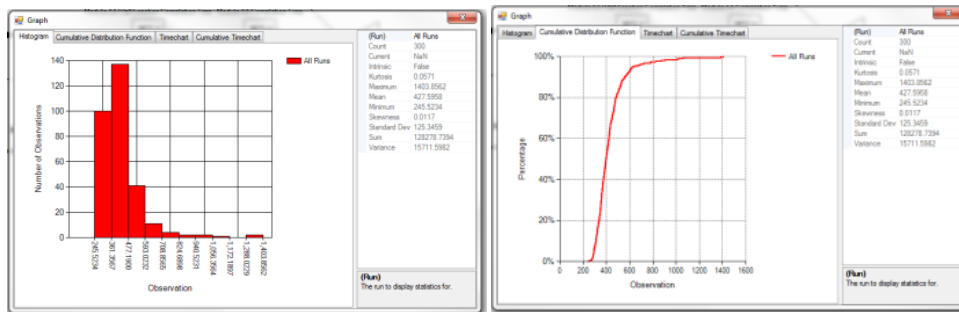 Graph
Histogram Cumulative Distribution Function Timechart Cumulative Timechart
All Runs
Number of Observations
140
120
100
80
60
40
20
0
245.5234
361.3567
477.1900
593.0232
708.8565
824.6898
940.5231
1,056.3564
1,172.1897
1,288.0229
1,403.8562
Observation
(Run) All Runs
Count 300
Current NaN
Intrinsic False
Kurtosis 0.0571
Maximum 1403.8562
Mean 427.5958
Minimum 245.5234
Skewness 0.0117
Standard Dev 125.3459
Sum 128278.7394
Variance 15711.5982
(Run)
The run to display statistics for.
Graph
Histogram Cumulative Distribution Function Timechart Cumulative Timechart
All Runs
Percentage
100%
80%
60%
40%
20%
0%
0 200 400 600 800 1000 1200 1400 1600
Observation
(Run) All Runs
Count 300
Current NaN
Intrinsic False
Kurtosis 0.0571
Maximum 1403.8562
Mean 427.5958
Minimum 245.5234
Skewness 0.0117
Standard Dev 125.3459
Sum 128278.7394
Variance 15711.5982
(Run)
The run to display statistics for.